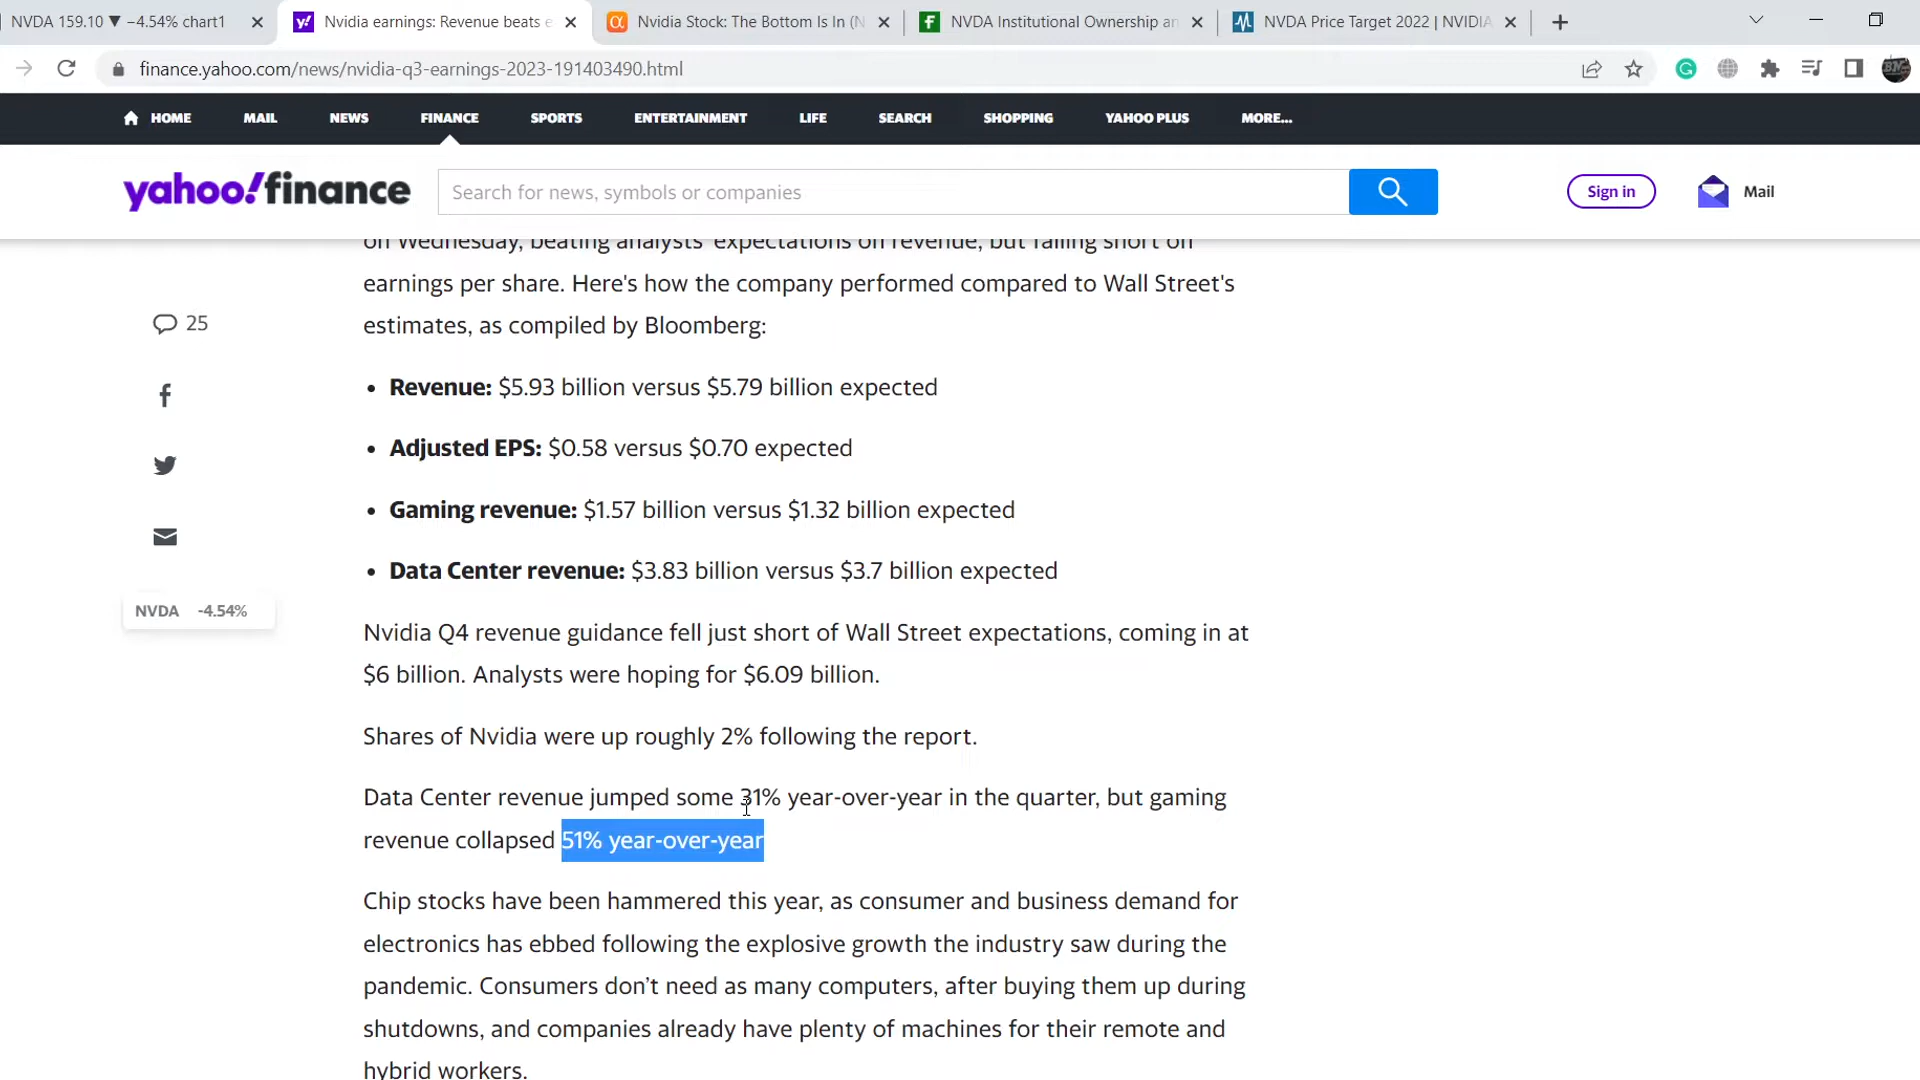 NVDA 159.10 ▼ −4.54% chart1
Nvidia earnings: Revenue beats e
Nvidia Stock: The Bottom Is In (N
NVDA Institutional Ownership an
NVDA Price Target 2022 | NVIDIA
finance.yahoo.com/news/nvidia-q3-earnings-2023-191403490.html
HOME MAIL NEWS FINANCE SPORTS ENTERTAINMENT LIFE SEARCH SHOPPING YAHOO PLUS MORE...
yahoo!finance
Search for news, symbols or companies
Sign in
Mail
on Wednesday, beating analysts' expectations on revenue, but falling short on
earnings per share. Here's how the company performed compared to Wall Street's
estimates, as compiled by Bloomberg:
25
• Revenue: $5.93 billion versus $5.79 billion expected
• Adjusted EPS: $0.58 versus $0.70 expected
• Gaming revenue: $1.57 billion versus $1.32 billion expected
• Data Center revenue: $3.83 billion versus $3.7 billion expected
NVDA -4.54%
Nvidia Q4 revenue guidance fell just short of Wall Street expectations, coming in at
$6 billion. Analysts were hoping for $6.09 billion.
Shares of Nvidia were up roughly 2% following the report.
Data Center revenue jumped some 31% year-over-year in the quarter, but gaming
revenue collapsed 51% year-over-year
Chip stocks have been hammered this year, as consumer and business demand for
electronics has ebbed following the explosive growth the industry saw during the
pandemic. Consumers don’t need as many computers, after buying them up during
shutdowns, and companies already have plenty of machines for their remote and
hybrid workers.